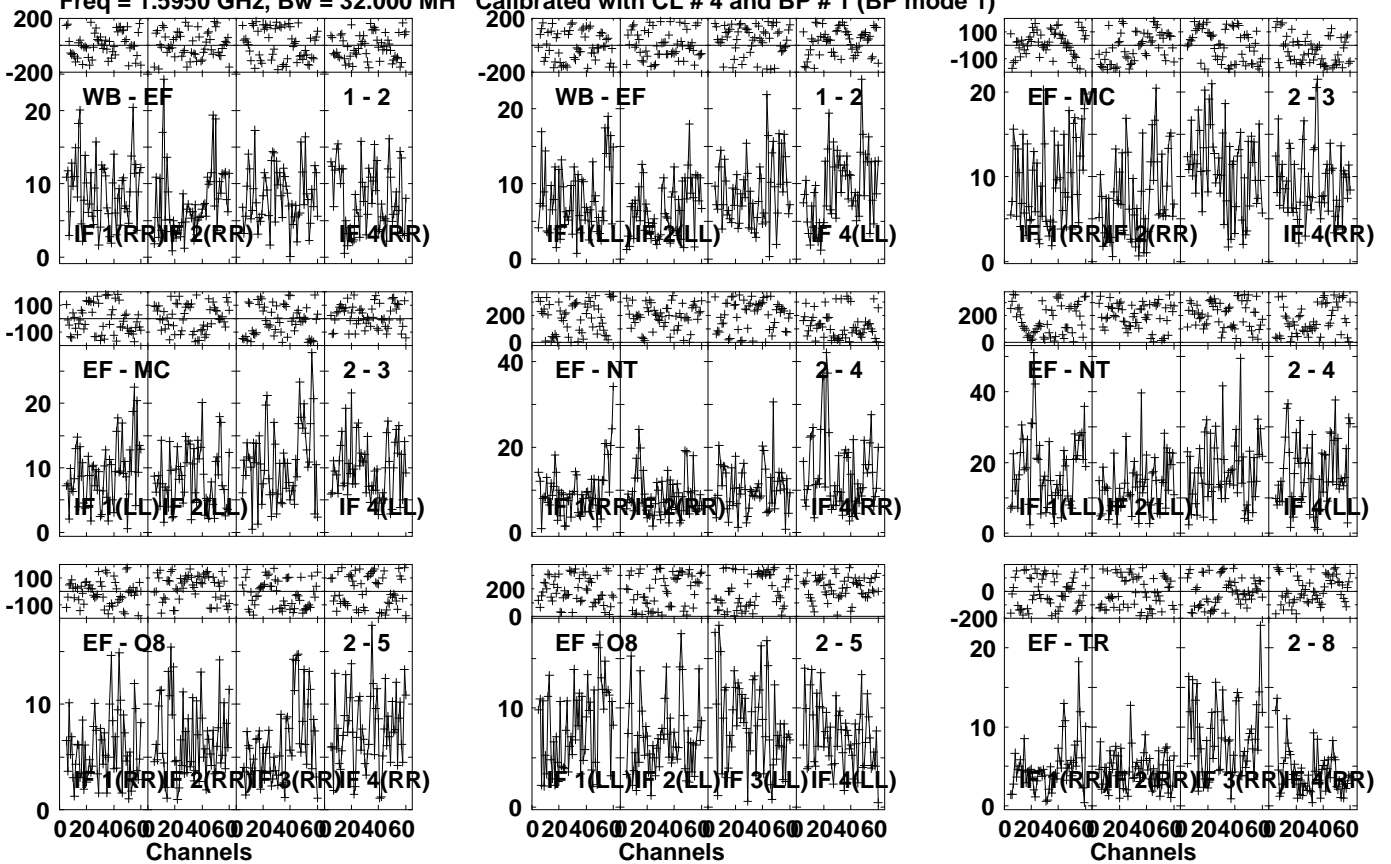 Freq = 1.5950 GHz, Bw = 32.000 MH Calibrated with CL # 4 and BP # 1 (BP mode 1)
200
0
-200
20
10
0
WB - EF 1 - 2
IF 1(RR) IF 2(RR) IF 4(RR)
200
0
-200
20
10
0
WB - EF 1 - 2
IF 1(LL) IF 2(LL) IF 4(LL)
100
-100
20
10
0
EF - MC 2 - 3
IF 1(RR) IF 2(RR) IF 4(RR)
100
-100
20
10
0
EF - MC 2 - 3
IF 1(LL) IF 2(LL) IF 4(LL)
200
0
40
20
0
EF - NT 2 - 4
IF 1(RR) IF 2(RR) IF 4(RR)
200
0
40
20
0
EF - NT 2 - 4
IF 1(LL) IF 2(LL) IF 4(LL)
100
-100
10
0
EF - O8 2 - 5
IF 1(RR) IF 2(RR) IF 3(RR) IF 4(RR)
0 20 40 60 0 20 40 60 0 20 40 60 0 20 40 60
Channels
200
0
10
0
EF - O8 2 - 5
IF 1(LL) IF 2(LL) IF 3(LL) IF 4(LL)
0 20 40 60 0 20 40 60 0 20 40 60 0 20 40 60
Channels
0
-200
20
10
0
EF - TR 2 - 8
IF 1(RR) IF 2(RR) IF 3(RR) IF 4(RR)
0 20 40 60 0 20 40 60 0 20 40 60 0 20 40 60
Channels